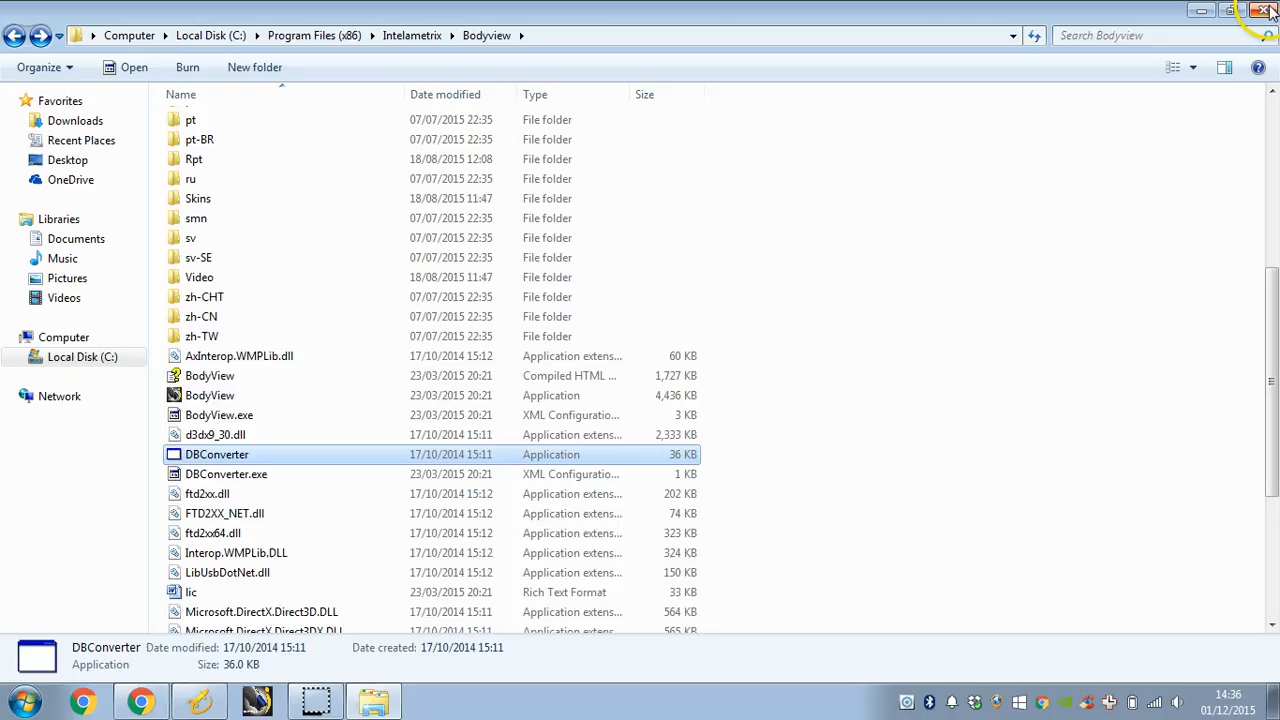 Computer Local Disk (C:) Program Files (x86) Intelametrix Bodyview Search Bodyview
Organize Open Burn New folder
Name Date modified Type Size
Favorites
Downloads
Recent Places
Desktop
OneDrive
Libraries
Documents
Music
Pictures
Videos
Computer
Local Disk (C:)
Network
pt 07/07/2015 22:35 File folder
pt-BR 07/07/2015 22:35 File folder
Rpt 18/08/2015 12:08 File folder
ru 07/07/2015 22:35 File folder
Skins 18/08/2015 11:47 File folder
smn 07/07/2015 22:35 File folder
sv 07/07/2015 22:35 File folder
sv-SE 07/07/2015 22:35 File folder
Video 18/08/2015 11:47 File folder
zh-CHT 07/07/2015 22:35 File folder
zh-CN 07/07/2015 22:35 File folder
zh-TW 07/07/2015 22:35 File folder
AxInterop.WMPLib.dll 17/10/2014 15:12 Application extens... 60 KB
BodyView 23/03/2015 20:21 Compiled HTML ... 1,727 KB
BodyView 23/03/2015 20:21 Application 4,436 KB
BodyView.exe 23/03/2015 20:21 XML Configuratio... 3 KB
d3dx9_30.dll 17/10/2014 15:11 Application extens... 2,333 KB
DBConverter 17/10/2014 15:11 Application 36 KB
DBConverter.exe 23/03/2015 20:21 XML Configuratio... 1 KB
ftd2xx.dll 17/10/2014 15:12 Application extens... 202 KB
FTD2XX_NET.dll 17/10/2014 15:12 Application extens... 74 KB
ftd2xx64.dll 17/10/2014 15:12 Application extens... 323 KB
Interop.WMPLib.DLL 17/10/2014 15:12 Application extens... 324 KB
LibUsbDotNet.dll 17/10/2014 15:12 Application extens... 150 KB
lic 23/03/2015 20:21 Rich Text Format 33 KB
Microsoft.DirectX.Direct3D.DLL 17/10/2014 15:11 Application extens... 564 KB
Microsoft.DirectX.Direct3DX.DLL 17/10/2014 15:11 Application extens... 565 KB
DBConverter Date modified: 17/10/2014 15:11 Date created: 17/10/2014 15:11
Application Size: 36.0 KB
14:36
01/12/2015